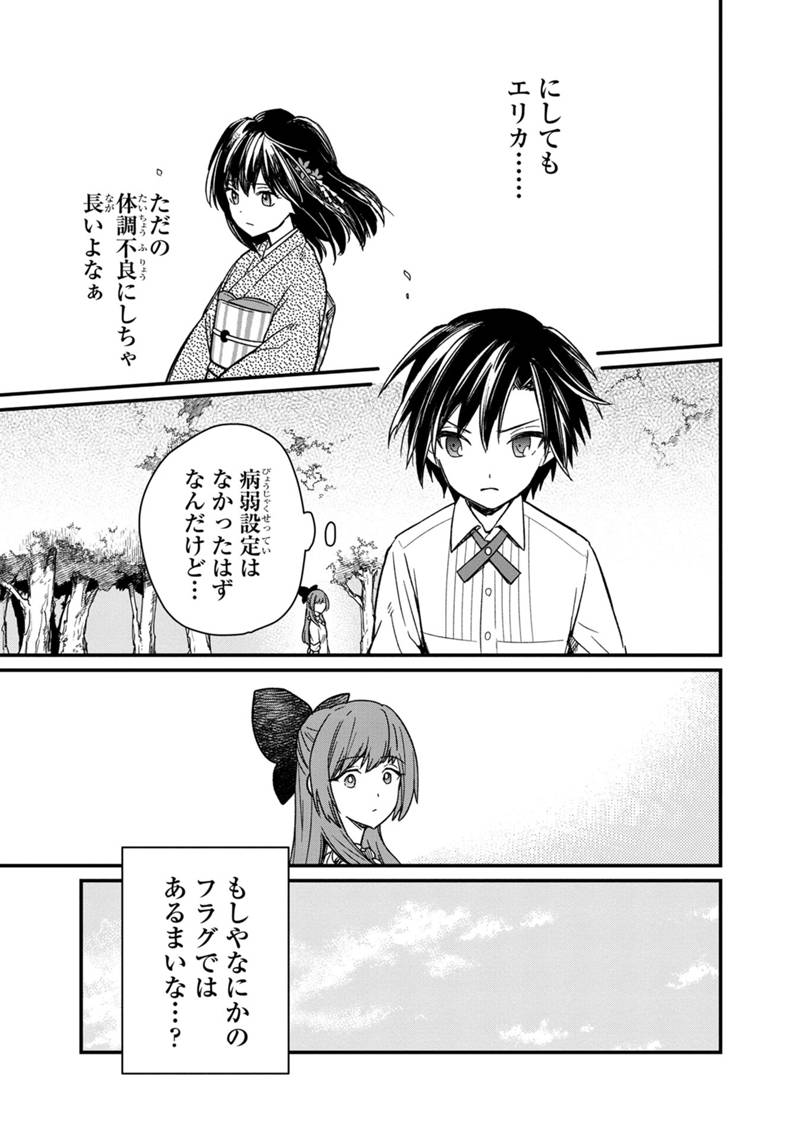 にしても
エリカ……
ただの
体調不良にしちゃ
長いよなぁ
病弱設定は
なかったはず
なんだけど…
もしやなにかの
フラグでは
あるまいな…?